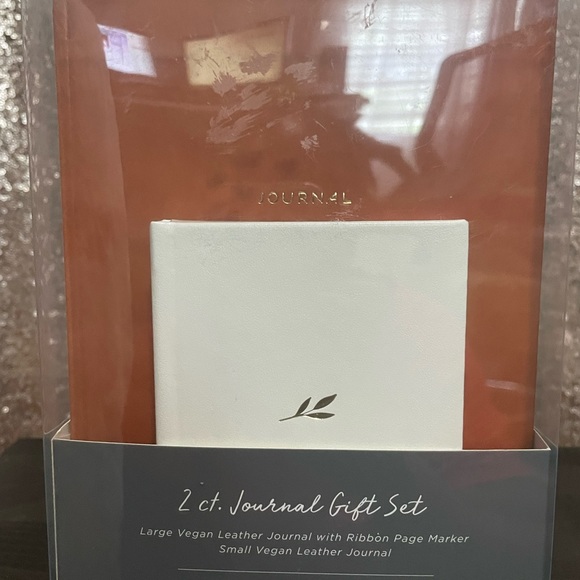 JOURNAL
2 ct. Journal Gift Set
Large Vegan Leather Journal with Ribbon Page Marker
Small Vegan Leather Journal